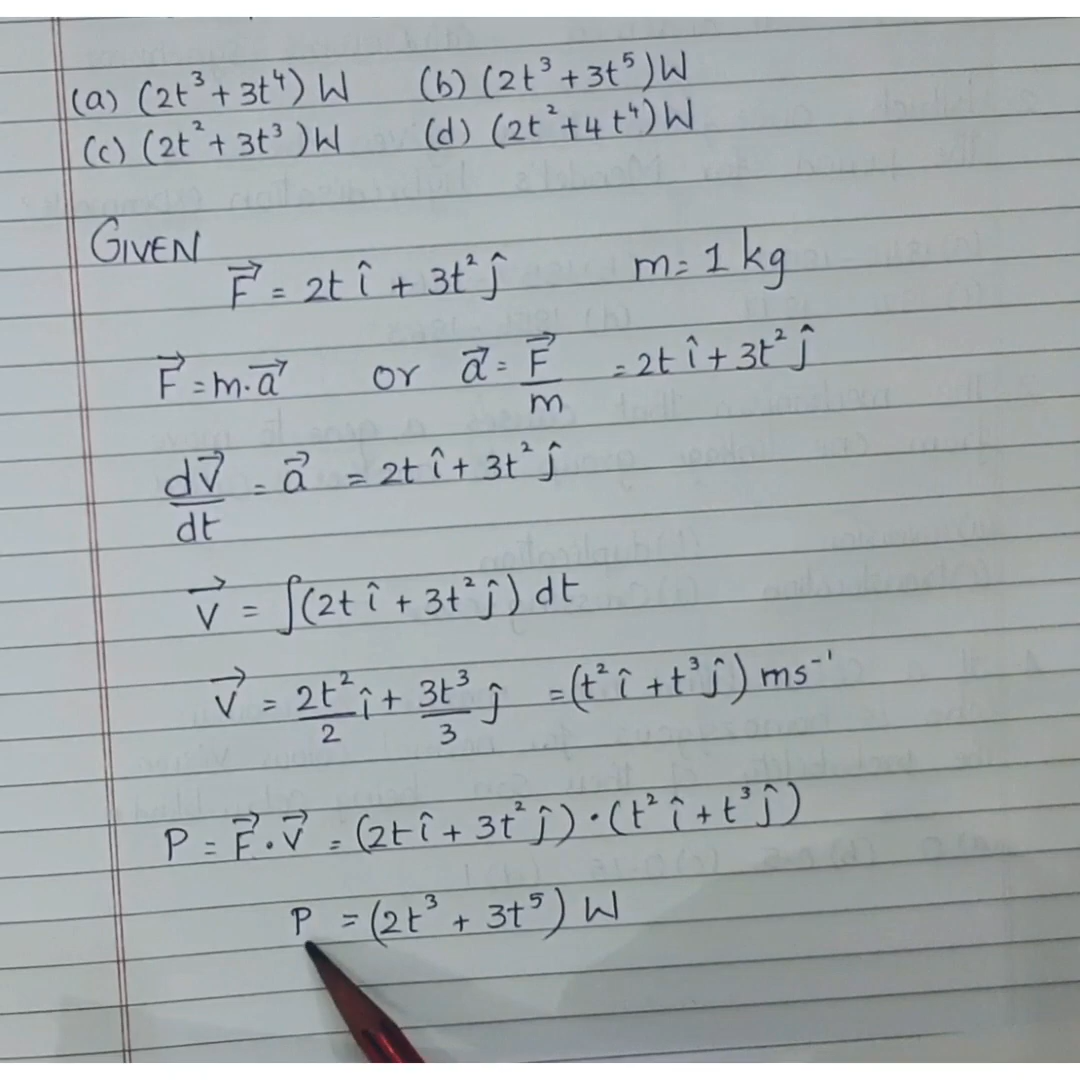 (a) (2t³ + 3t⁴) W (b) (2t³ + 3t⁵) W
(c) (2t² + 3t³) W (d) (2t² + 4t⁴) W
GIVEN
F⃗ = 2t î + 3t² ĵ m = 1 kg
F⃗ = m·a⃗ or a⃗ = F⃗/m = 2t î + 3t² ĵ
dv⃗/dt = a⃗ = 2t î + 3t² ĵ
v⃗ = ∫(2t î + 3t² ĵ) dt
v⃗ = 2t²/2 î + 3t³/3 ĵ = (t² î + t³ ĵ) ms⁻¹
P = F⃗·v⃗ = (2t î + 3t² ĵ)·(t² î + t³ ĵ)
P = (2t³ + 3t⁵) W